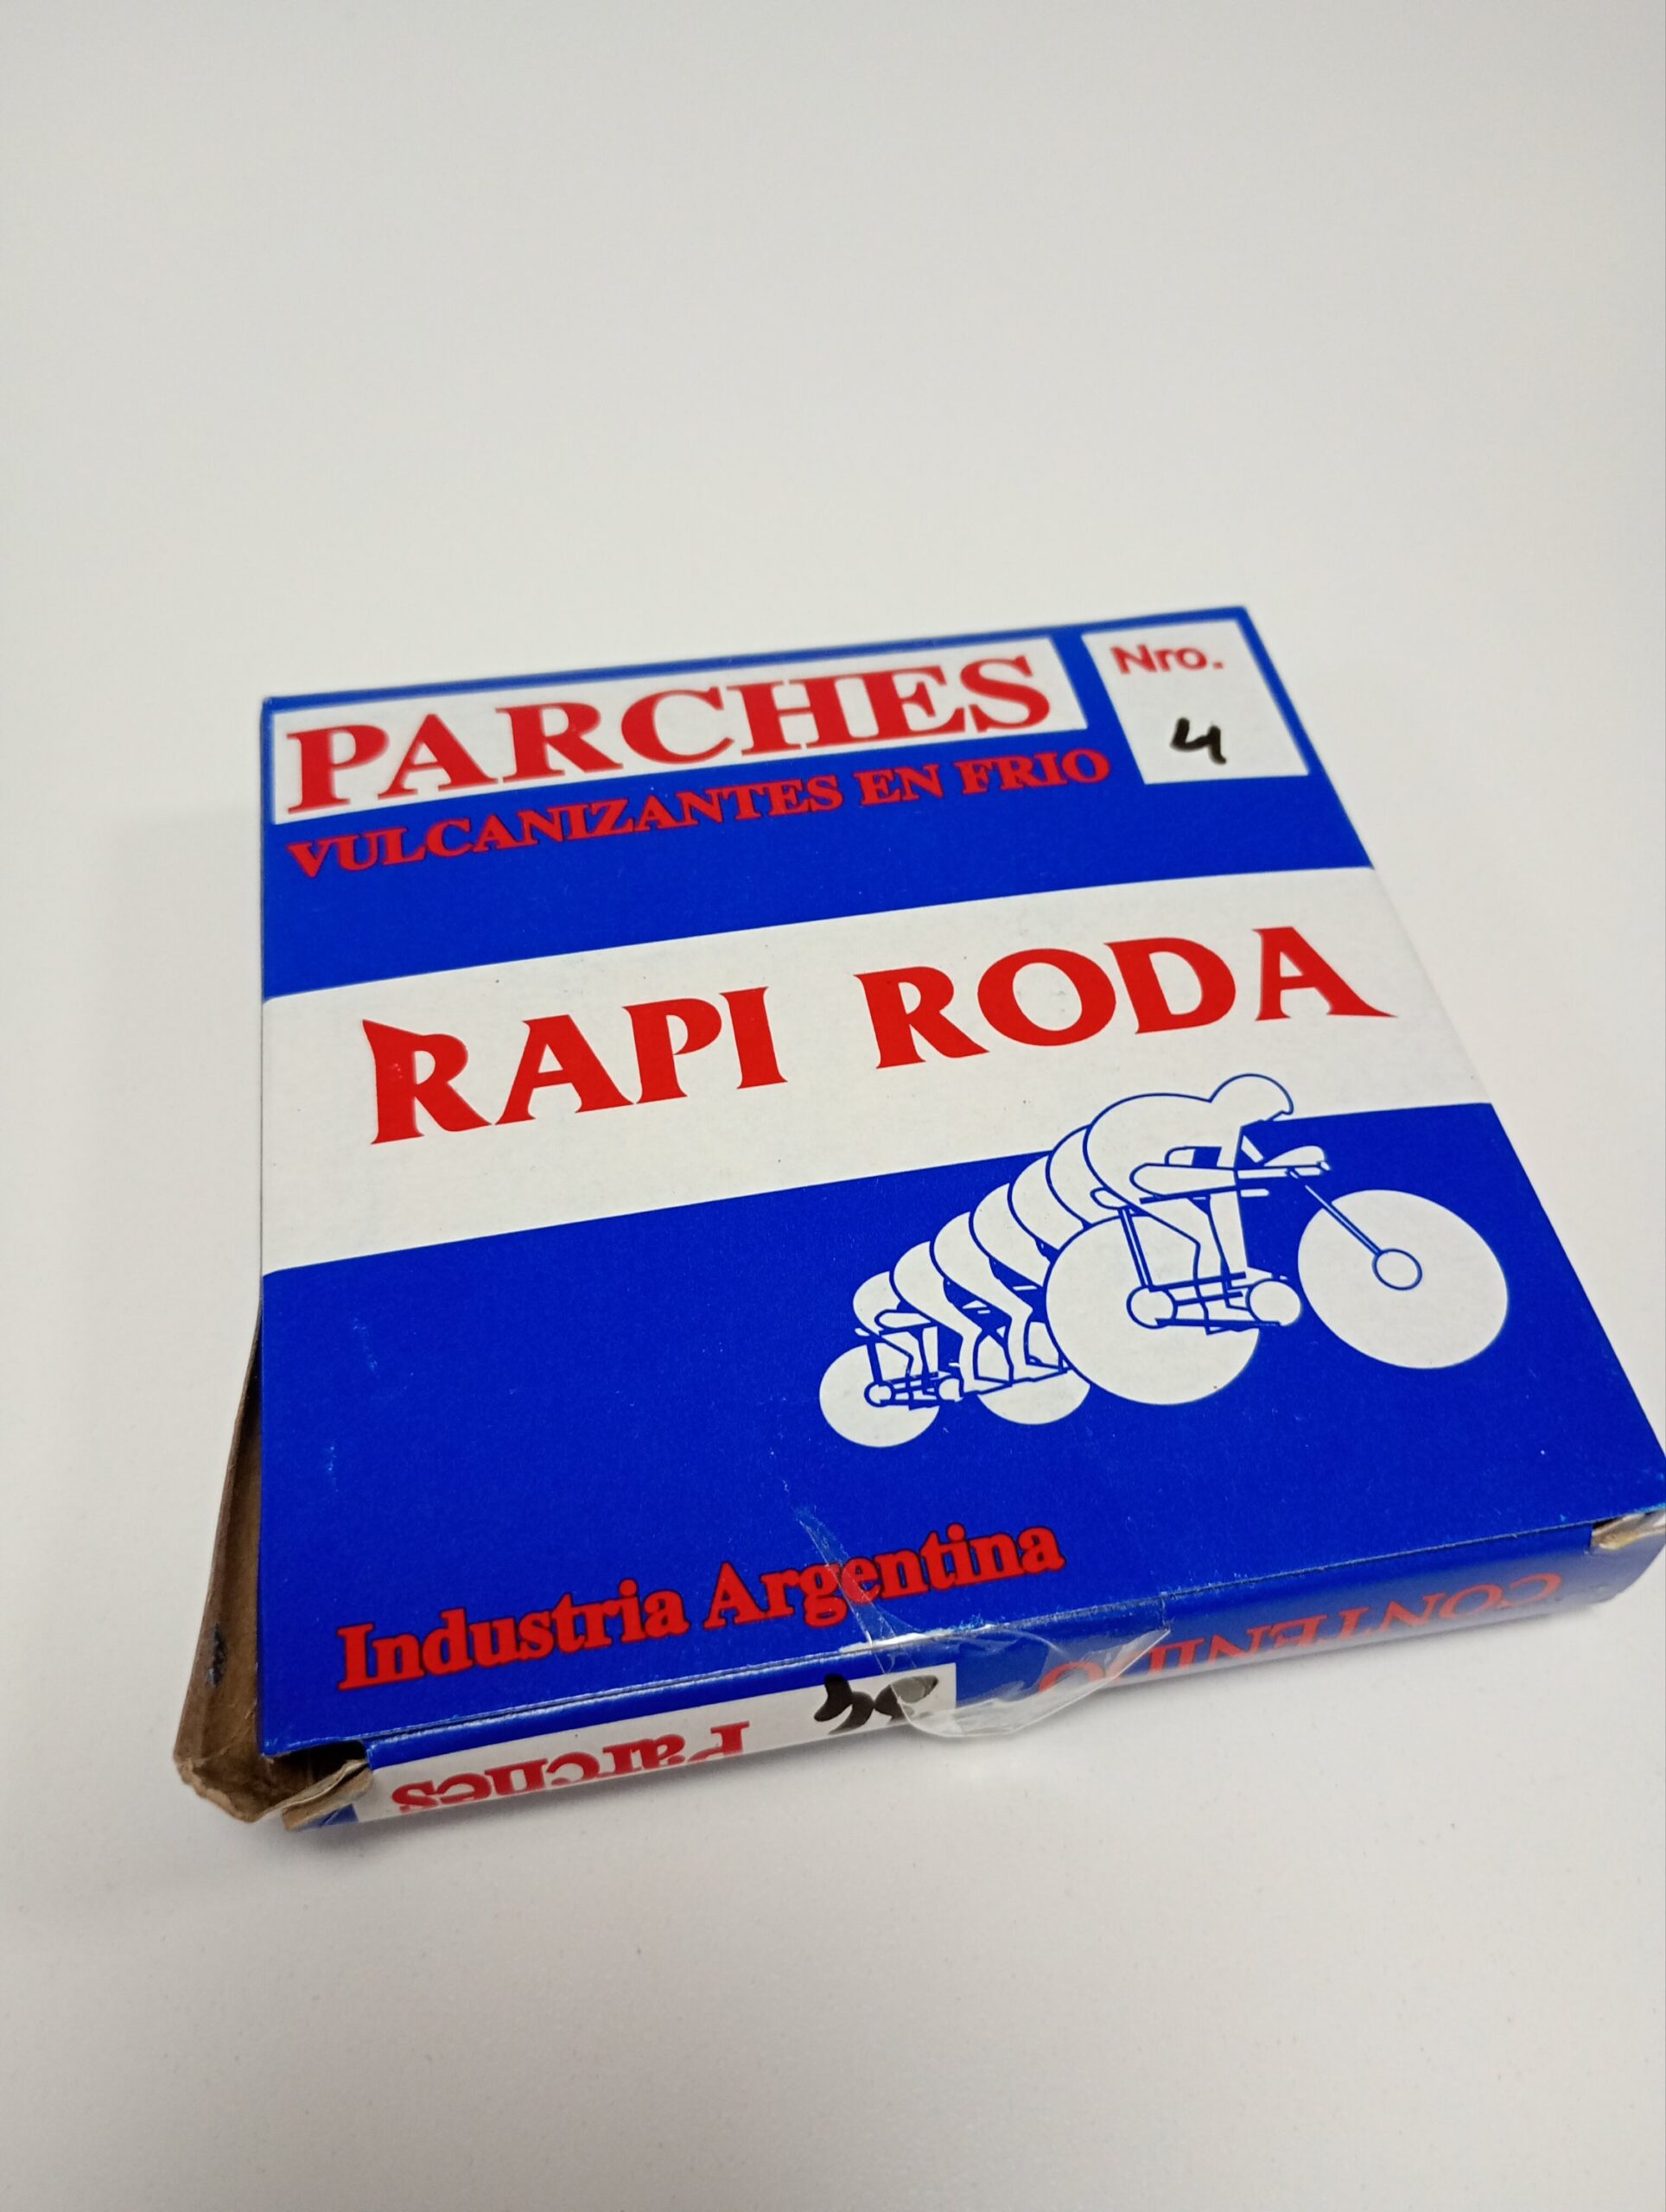 PARCHES
Nro.
4
VULCANIZANTES EN FRIO
RAPI RODA
Industria Argentina
CONTENIDO
Parches